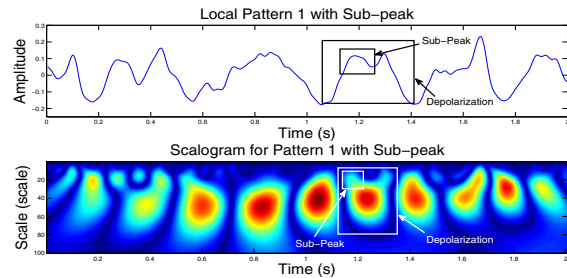 Local Pattern 1 with Sub−peak
0.3
0.2
0.1
0
0.1
0.2
Amplitude
Sub−Peak
Depolarization
0 0.2 0.4 0.6 0.8 1 1.2 1.4 1.6 1.8 2
Time (s)
Scalogram for Pattern 1 with Sub−peak
20
40
60
80
100
Scale (scale)
Sub−Peak
Depolarization
0 0.2 0.4 0.6 0.8 1 1.2 1.4 1.6 1.8 2
Time (s)